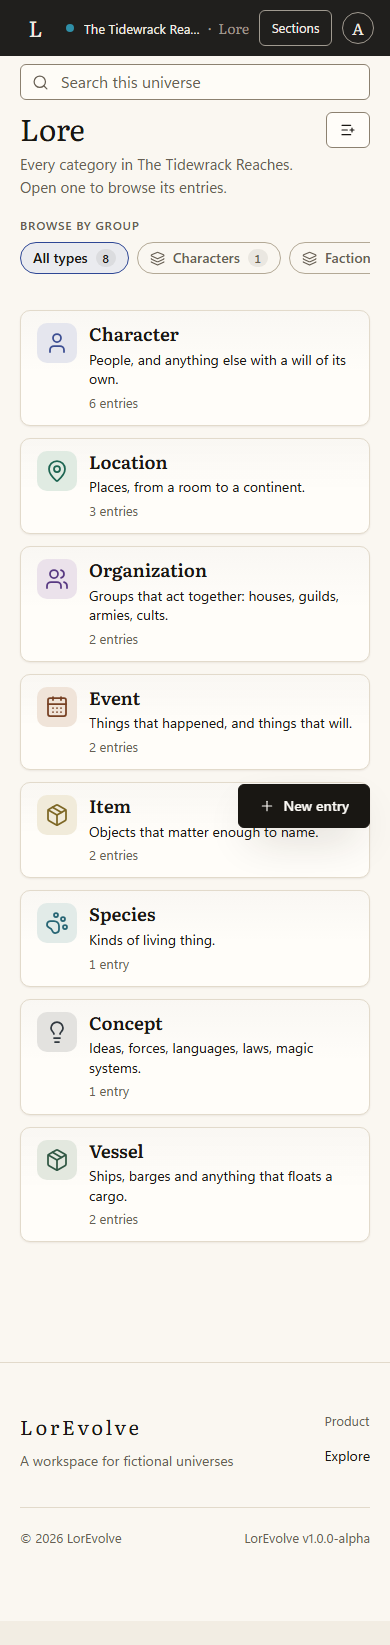 L
The Tidewrack Rea... · Lore
Sections
A
Search this universe
Lore
Every category in The Tidewrack Reaches.
Open one to browse its entries.
BROWSE BY GROUP
All types 8
Characters 1
Faction
Character
People, and anything else with a will of its
own.
6 entries
Location
Places, from a room to a continent.
3 entries
Organization
Groups that act together: houses, guilds,
armies, cults.
2 entries
Event
Things that happened, and things that will.
2 entries
Item
New entry
Objects that matter enough to name.
2 entries
Species
Kinds of living thing.
1 entry
Concept
Ideas, forces, languages, laws, magic
systems.
1 entry
Vessel
Ships, barges and anything that floats a
cargo.
2 entries
LorEvolve
A workspace for fictional universes
Product
Explore
© 2026 LorEvolve
LorEvolve v1.0.0-alpha